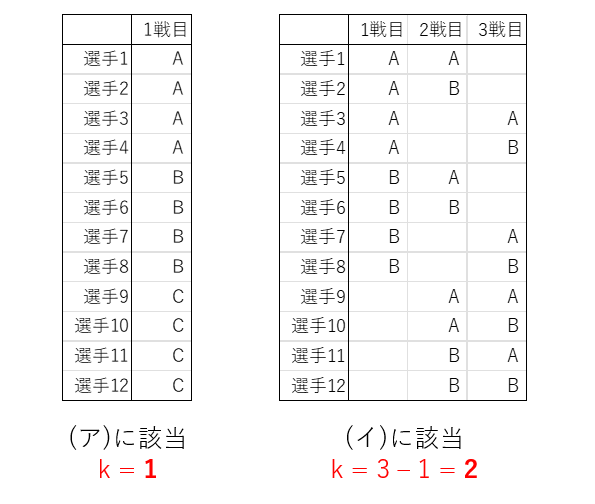 1戦目
選手1 A
選手2 A
選手3 A
選手4 A
選手5 B
選手6 B
選手7 B
選手8 B
選手9 C
選手10 C
選手11 C
選手12 C
(ア)に該当
k = 1
1戦目 2戦目 3戦目
選手1 A A
選手2 A B
選手3 A A
選手4 A B
選手5 B A
選手6 B B
選手7 B A
選手8 B B
選手9 A A
選手10 A B
選手11 B A
選手12 B B
(イ)に該当
k = 3 – 1 = 2